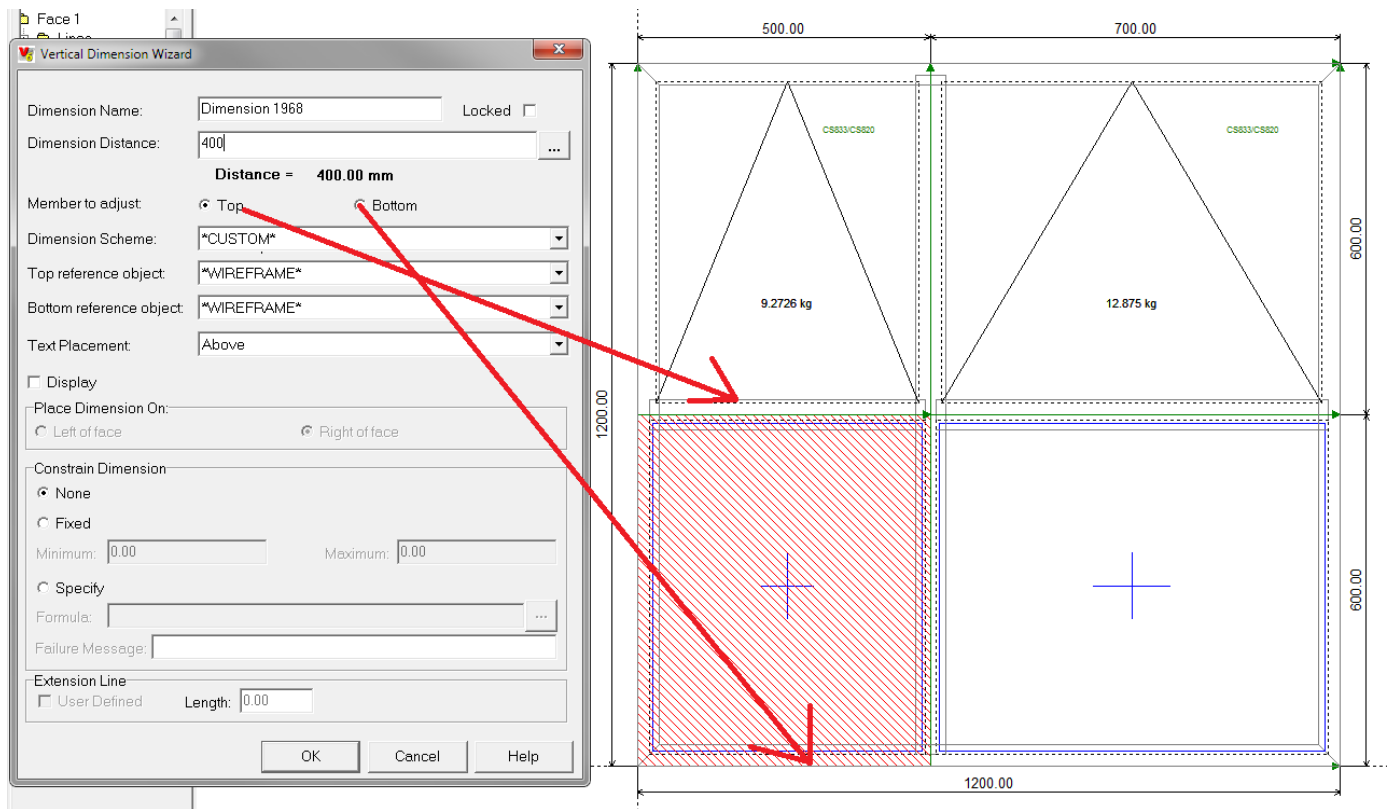 Face 1
Lines
Vertical Dimension Wizard
Dimension Name: Dimension 1968 Locked
Dimension Distance: 400 ...
Distance = 400.00 mm
Member to adjust: Top Bottom
Dimension Scheme: *CUSTOM*
Top reference object: *WIREFRAME*
Bottom reference object: *WIREFRAME*
Text Placement: Above
Display
Place Dimension On:
Left of face Right of face
Constrain Dimension
None
Fixed
Minimum: 0.00 Maximum: 0.00
Specify
Formula: ...
Failure Message:
Extension Line
User Defined Length: 0.00
OK Cancel Help
500.00 700.00
CS833/CS820 CS833/CS820
600.00
9.2726 kg 12.875 kg
1200.00
600.00
1200.00